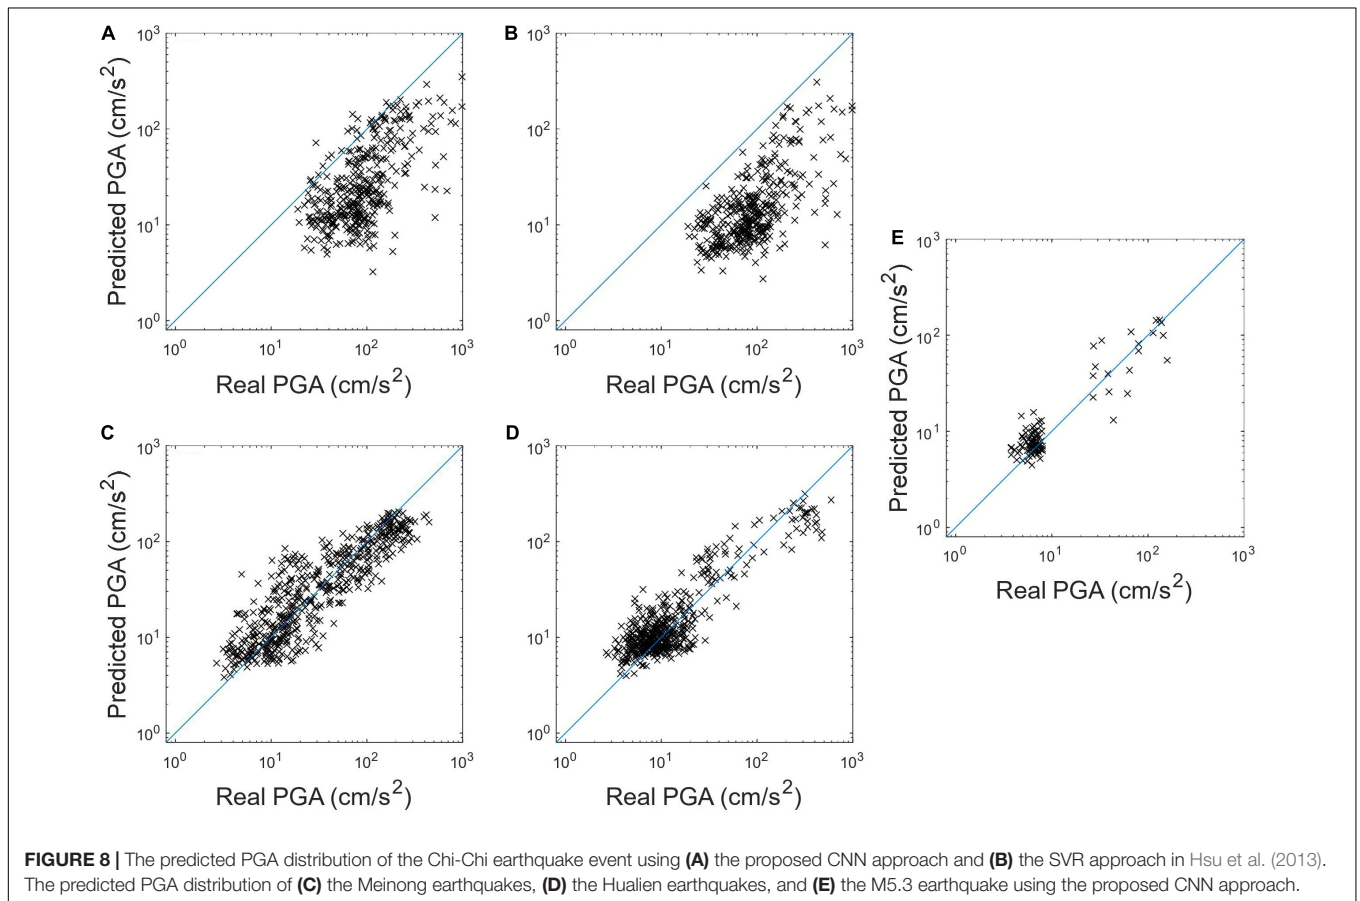 A
10³
10²
10¹
10⁰
Predicted PGA (cm/s²)
10⁰ 10¹ 10² 10³
Real PGA (cm/s²)
B
10³
10²
10¹
10⁰
10⁰ 10¹ 10² 10³
Real PGA (cm/s²)
C
10³
10²
10¹
10⁰
Predicted PGA (cm/s²)
10⁰ 10¹ 10² 10³
Real PGA (cm/s²)
D
10³
10²
10¹
10⁰
10⁰ 10¹ 10² 10³
Real PGA (cm/s²)
E
10³
10²
10¹
10⁰
Predicted PGA (cm/s²)
10⁰ 10¹ 10² 10³
Real PGA (cm/s²)
FIGURE 8 | The predicted PGA distribution of the Chi-Chi earthquake event using (A) the proposed CNN approach and (B) the SVR approach in Hsu et al. (2013).
The predicted PGA distribution of (C) the Meinong earthquakes, (D) the Hualien earthquakes, and (E) the M5.3 earthquake using the proposed CNN approach.